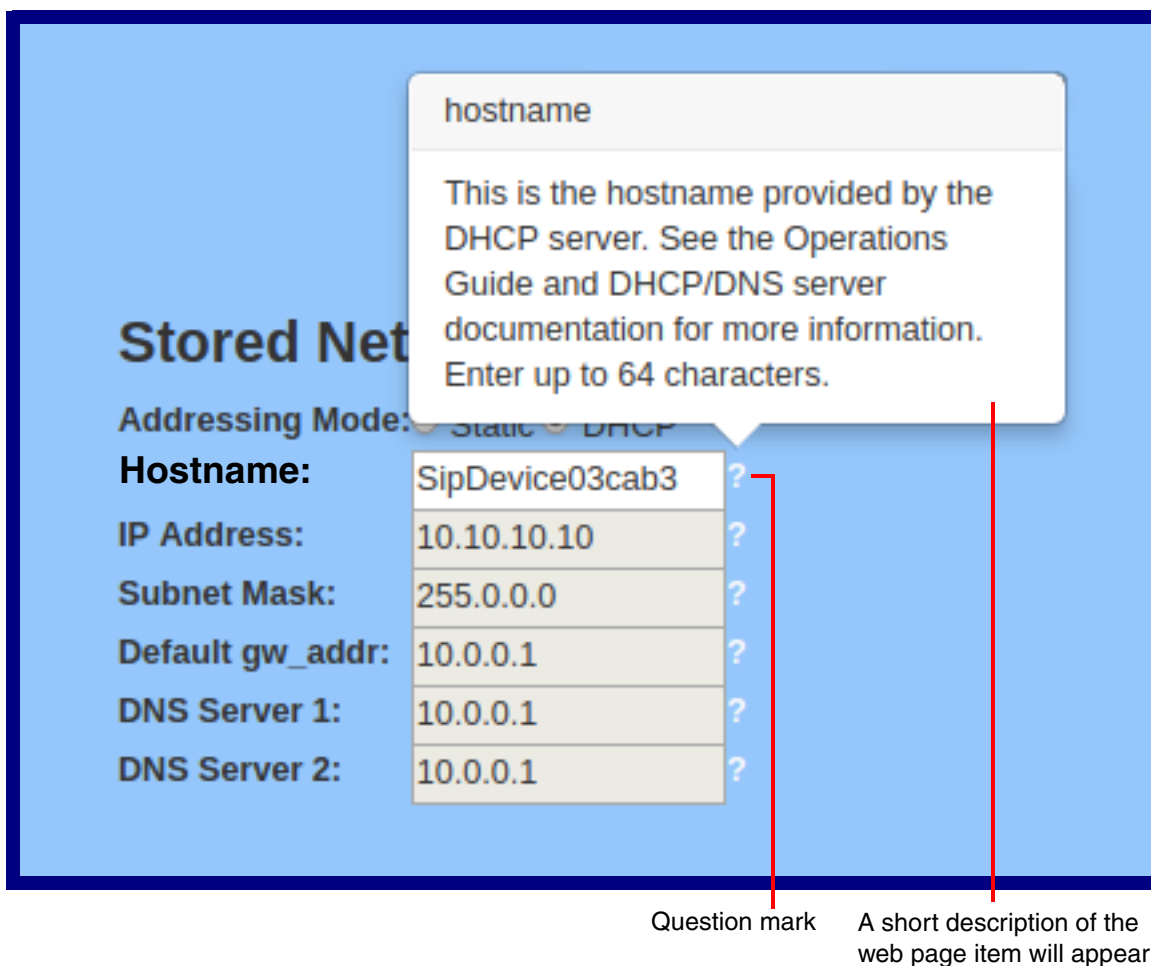 hostname
This is the hostname provided by the
DHCP server. See the Operations
Guide and DHCP/DNS server
documentation for more information.
Enter up to 64 characters.
Stored Net
Addressing Mode: Static DHCP
Hostname: SipDevice03cab3 ?
IP Address: 10.10.10.10 ?
Subnet Mask: 255.0.0.0 ?
Default gw_addr: 10.0.0.1 ?
DNS Server 1: 10.0.0.1 ?
DNS Server 2: 10.0.0.1 ?
Question mark
A short description of the
web page item will appear